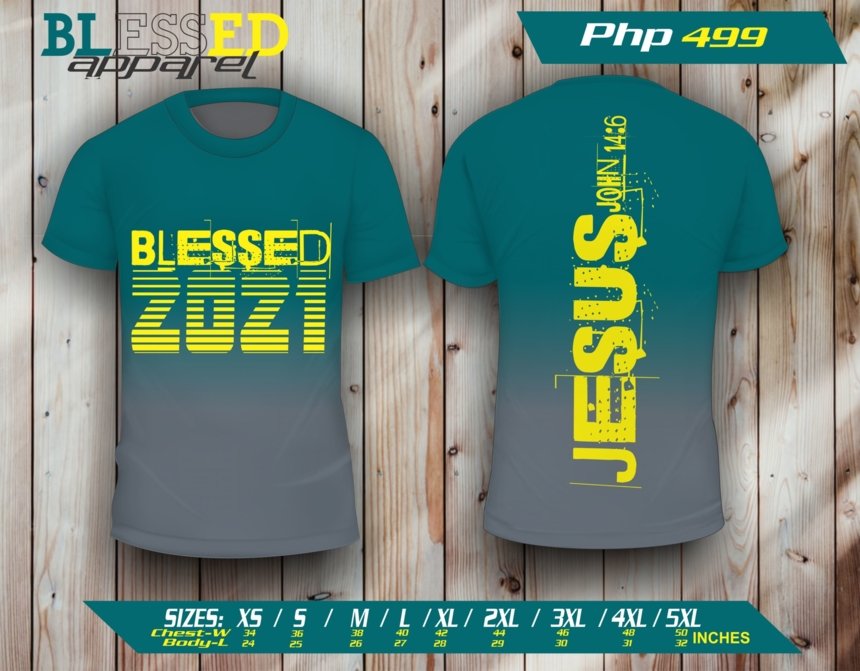 BLESSED
apparel
Php 499
BLESSED
2021
JESUS JOHN 14:6
SIZES: XS / S / M / L / XL / 2XL / 3XL / 4XL / 5XL
Chest-W 34 36 38 40 42 44 46 48 50 INCHES
Body-L 24 25 26 27 28 29 30 31 32